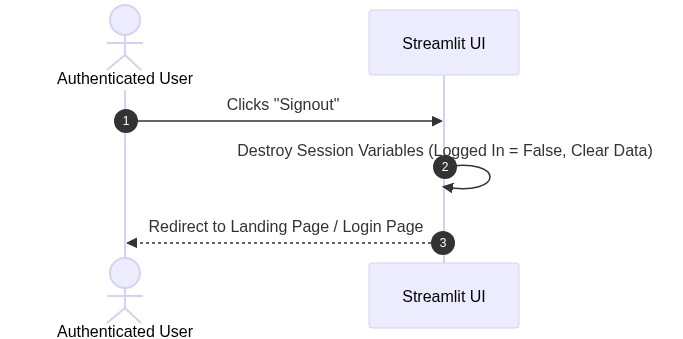 Authenticated User
Streamlit UI
Clicks "Signout"
1
Destroy Session Variables (Logged In = False, Clear Data)
2
Redirect to Landing Page / Login Page
3
Authenticated User
Streamlit UI